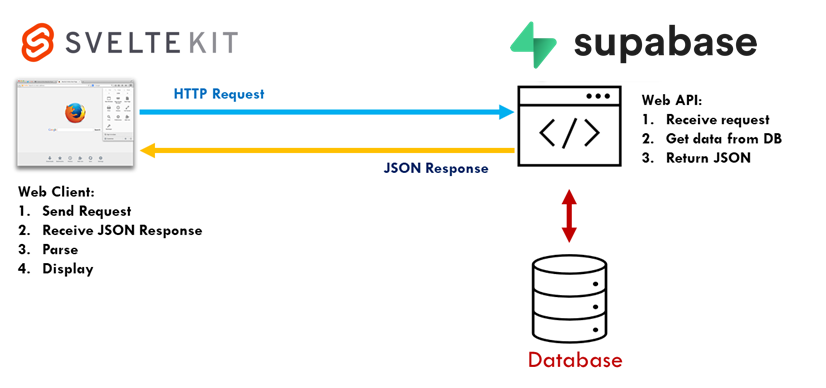 SVELTEKIT
supabase
HTTP Request
JSON Response
Web Client:
1. Send Request
2. Receive JSON Response
3. Parse
4. Display
Web API:
1. Receive request
2. Get data from DB
3. Return JSON
</>
Database